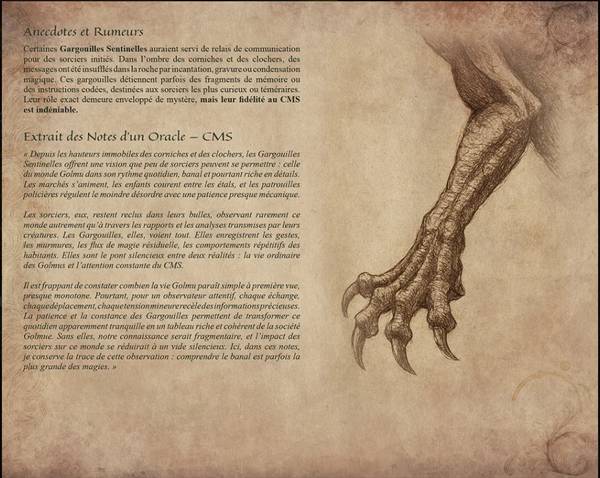 Anecdotes et Rumeurs
Certaines Gargouilles Sentinelles auraient servi de relais de communication
pour des sorciers initiés. Dans l'ombre des corniches et des clochers, des
messages ont été insufflés dans la roche par incantation, gravure ou condensation
magique. Ces gargouilles détiennent parfois des fragments de mémoire ou
des instructions codées, destinées aux sorciers les plus curieux ou téméraires.
Leur rôle exact demeure enveloppé de mystère, mais leur fidélité au CMS
est indéniable.
Extrait des Notes d'un Oracle – CMS
« Depuis les hauteurs immobiles des corniches et des clochers, les Gargouilles
Sentinelles offrent une vision que peu de sorciers peuvent se permettre : celle
du monde Golmu dans son rythme quotidien, banal et pourtant riche en détails.
Les marchés s'animent, les enfants courent entre les étals, et les patrouilles
policières régulent le moindre désordre avec une patience presque mécanique.
Les sorciers, eux, restent reclus dans leurs bulles, observant rarement ce
monde autrement qu'à travers les rapports et les analyses transmises par leurs
créatures. Les Gargouilles, elles, voient tout. Elles enregistrent les gestes,
les murmures, les flux de magie résiduelle, les comportements répétitifs des
habitants. Elles sont le pont silencieux entre deux réalités : la vie ordinaire
des Golmus et l'attention constante du CMS.
Il est frappant de constater combien la vie Golmu paraît simple à première vue,
presque monotone. Pourtant, pour un observateur attentif, chaque échange,
chaque déplacement, chaque tension mineure recèle des informations précieuses.
La patience et la constance des Gargouilles permettent de transformer ce
quotidien apparemment tranquille en un tableau riche et cohérent de la société
Golmue. Sans elles, notre connaissance serait fragmentaire, et l'impact des
sorciers sur ce monde se réduirait à un vide silencieux. Ici, dans ces notes,
je conserve la trace de cette observation : comprendre le banal est parfois la
plus grande des magies. »